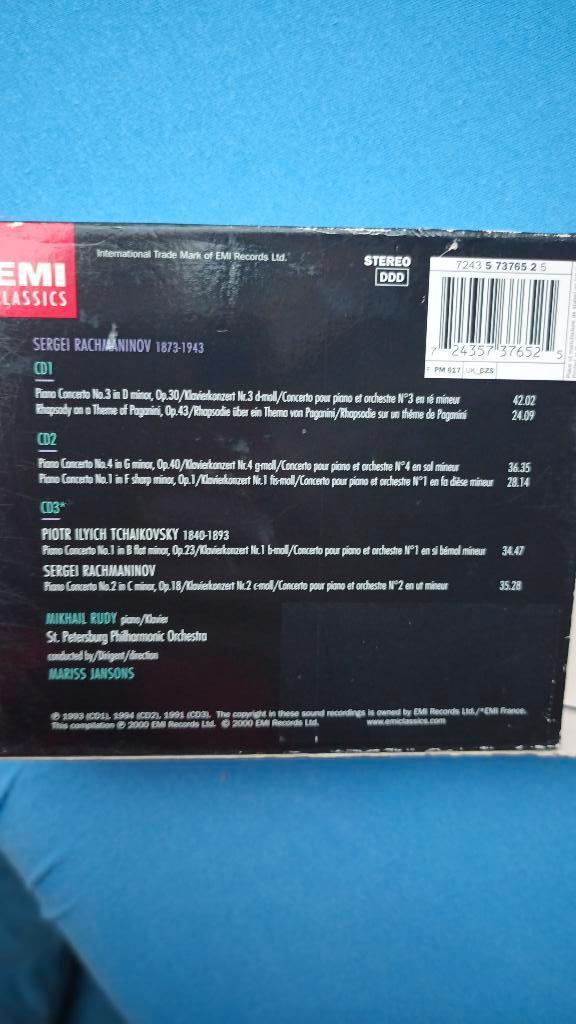 EMI
CLASSICS
International Trade Mark of EMI Records Ltd.
STEREO
DDD
7243 5 73765 2 5
7 24357 37652 5
F: PM 617 UK: CZS
SERGEI RACHMANINOV 1873-1943
CD1
Piano Concerto No.3 in D minor, Op.30/Klavierkonzert Nr.3 d-moll/Concerto pour piano et orchestre N°3 en ré mineur 42.02
Rhapsody on a Theme of Paganini, Op.43/Rhapsodie über ein Thema von Paganini/Rhapsodie sur un thème de Paganini 24.09
CD2
Piano Concerto No.4 in G minor, Op.40/Klavierkonzert Nr.4 g-moll/Concerto pour piano et orchestre N°4 en sol mineur 36.35
Piano Concerto No.1 in F sharp minor, Op.1/Klavierkonzert Nr.1 fis-moll/Concerto pour piano et orchestre N°1 en fa dièse mineur 28.14
CD3*
PIOTR ILYICH TCHAIKOVSKY 1840-1893
Piano Concerto No.1 in B flat minor, Op.23/Klavierkonzert Nr.1 b-moll/Concerto pour piano et orchestre N°1 en si bémol mineur 34.47
SERGEI RACHMANINOV
Piano Concerto No.2 in C minor, Op.18/Klavierkonzert Nr.2 c-moll/Concerto pour piano et orchestre N°2 en ut mineur 35.28
MIKHAIL RUDY piano/Klavier
St. Petersburg Philharmonic Orchestra
conducted by/Dirigent/direction
MARISS JANSONS
℗ 1993 (CD1), 1994 (CD2), 1991 (CD3). The copyright in these sound recordings is owned by EMI Records Ltd./*EMI France.
This compilation ℗ 2000 EMI Records Ltd. © 2000 EMI Records Ltd. www.emiclassics.com